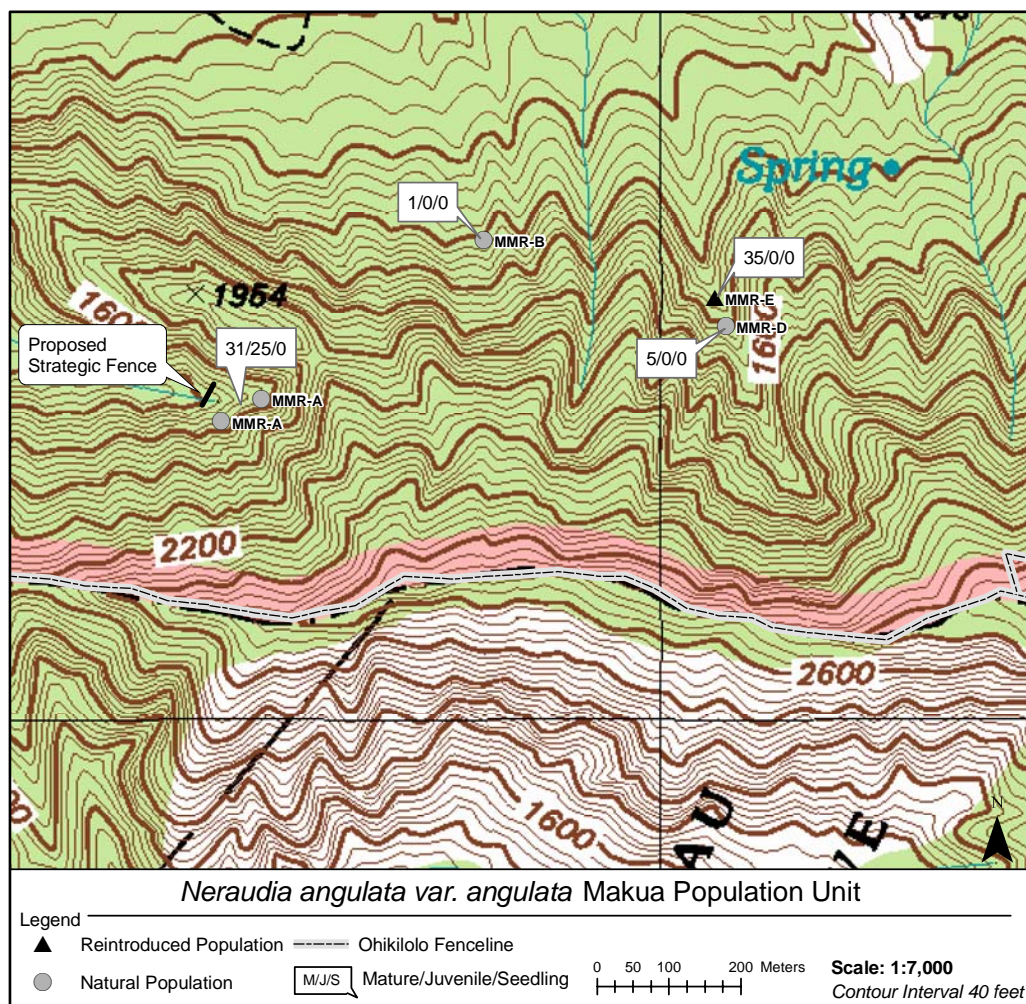 Spring
1/0/0
MMR-B
35/0/0
MMR-E
1954
MMR-D
1600
5/0/0
Proposed
Strategic Fence
31/25/0
MMR-A
MMR-A
2200
2600
1600
AU
N
Neraudia angulata var. angulata Makua Population Unit
Legend
Reintroduced Population
Ohikilolo Fenceline
Natural Population
M/J/S
Mature/Juvenile/Seedling
0 50 100 200 Meters
Scale: 1:7,000
Contour Interval 40 feet